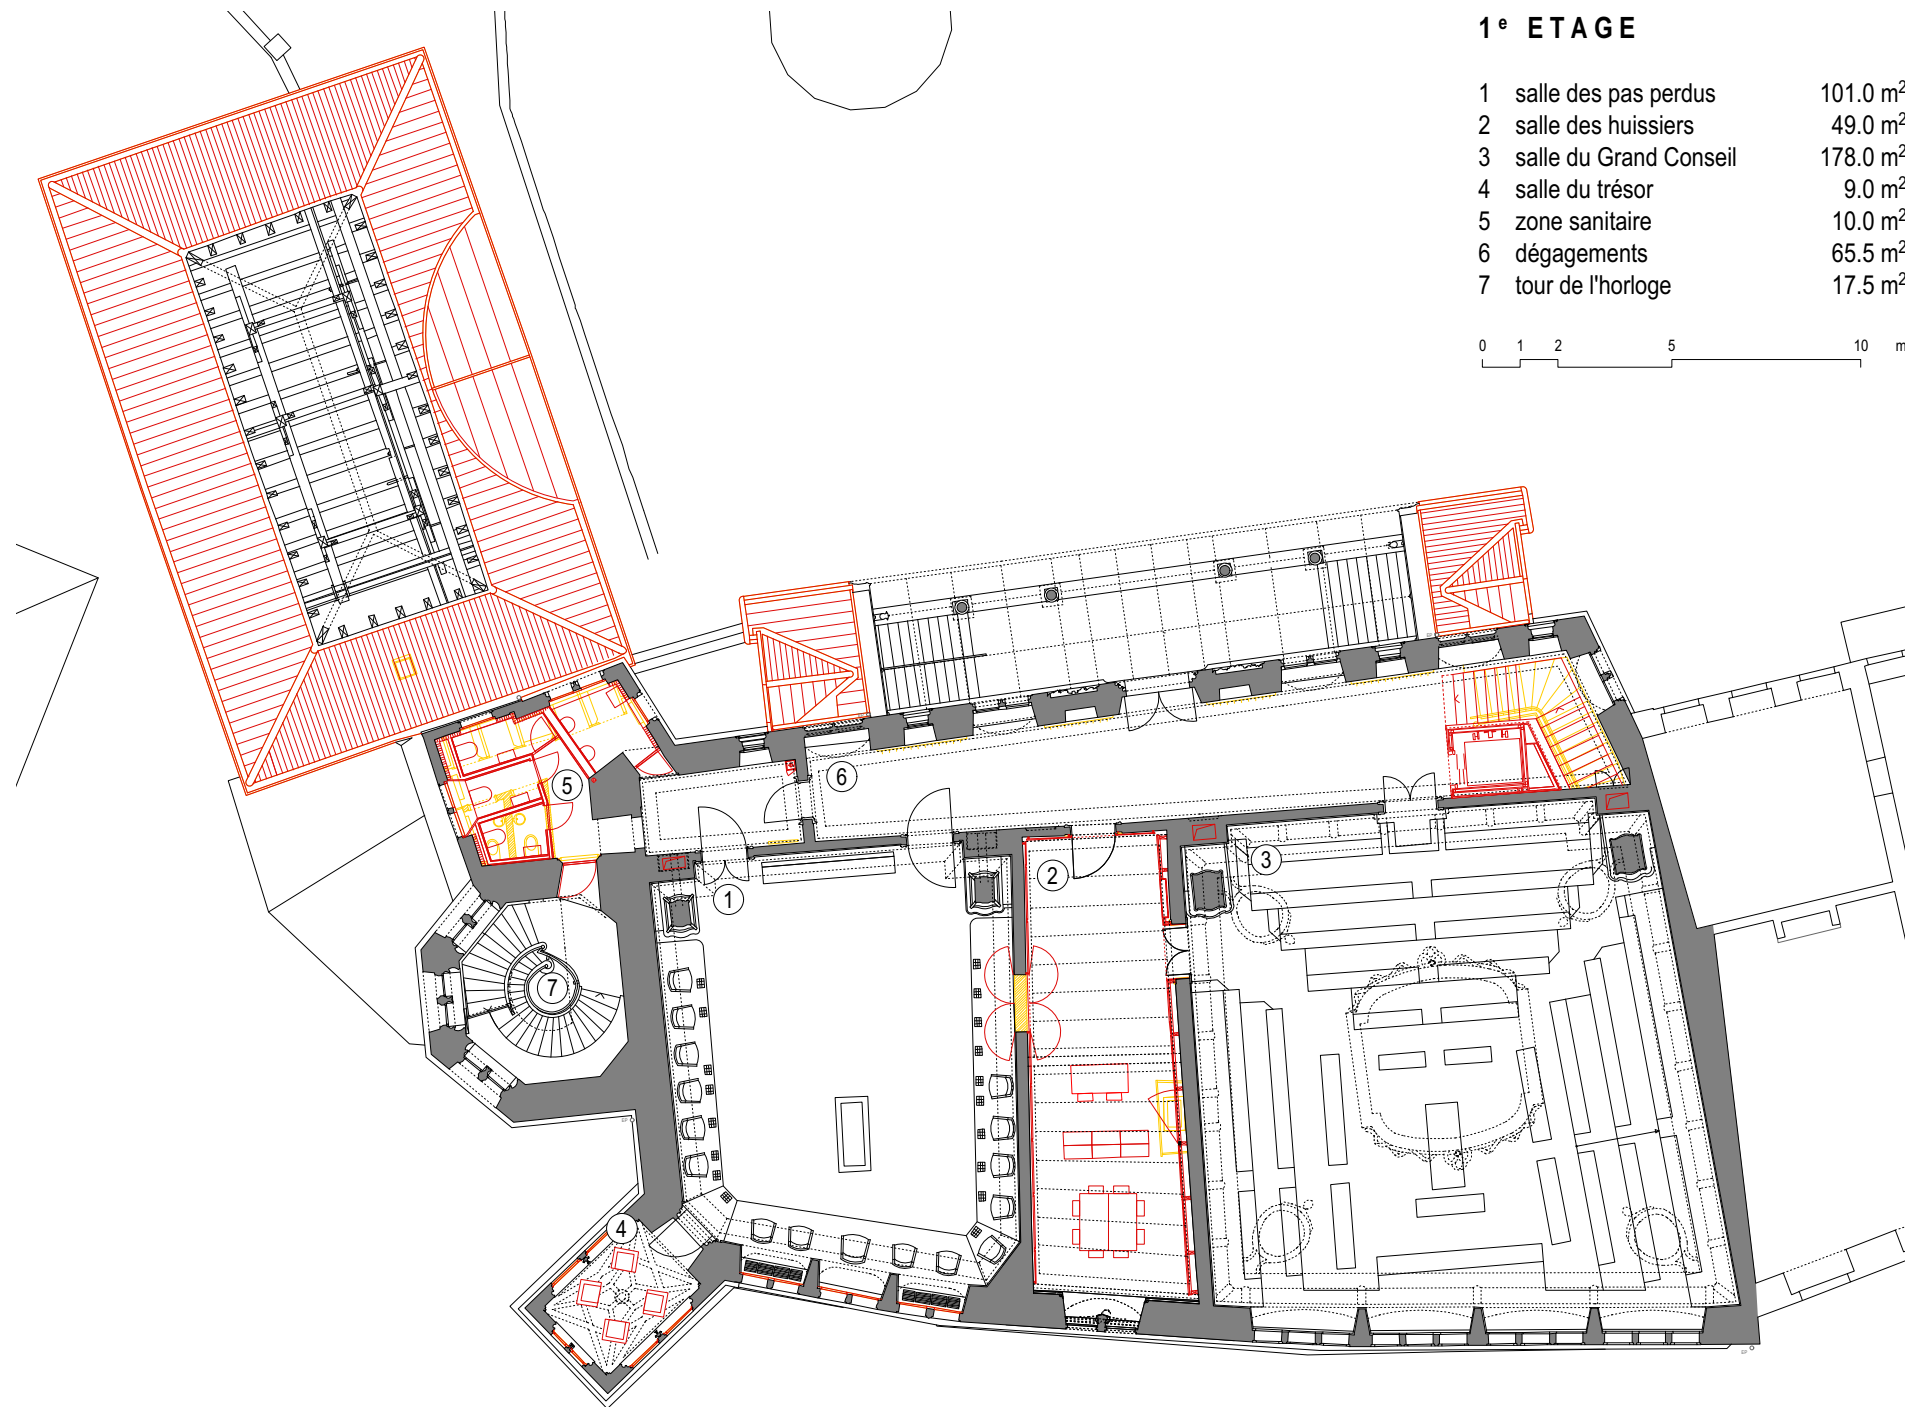 1e ETAGE
1 salle des pas perdus 101.0 m2
2 salle des huissiers 49.0 m2
3 salle du Grand Conseil 178.0 m2
4 salle du trésor 9.0 m2
5 zone sanitaire 10.0 m2
6 dégagements 65.5 m2
7 tour de l'horloge 17.5 m2
0 1 2 5 10 m
6
5
3
2
1
7
4